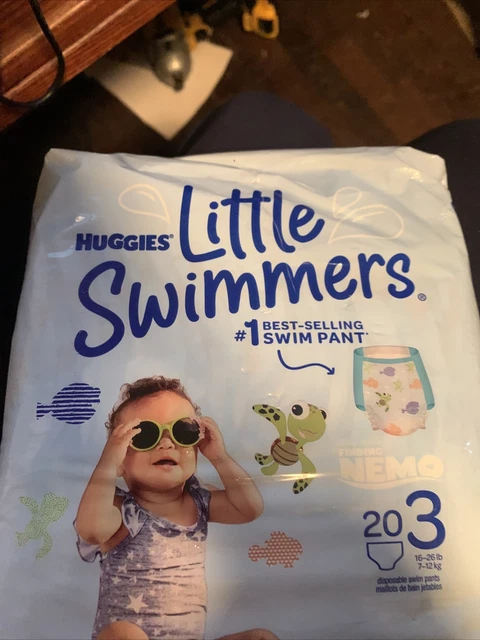 HUGGIES®
Little
Swimmers®
#1 BEST-SELLING
SWIM PANT*
FINDING
NEMO
20 3
16-26 lb
7-12 kg
disposable swim pants
maillots de bain jetables